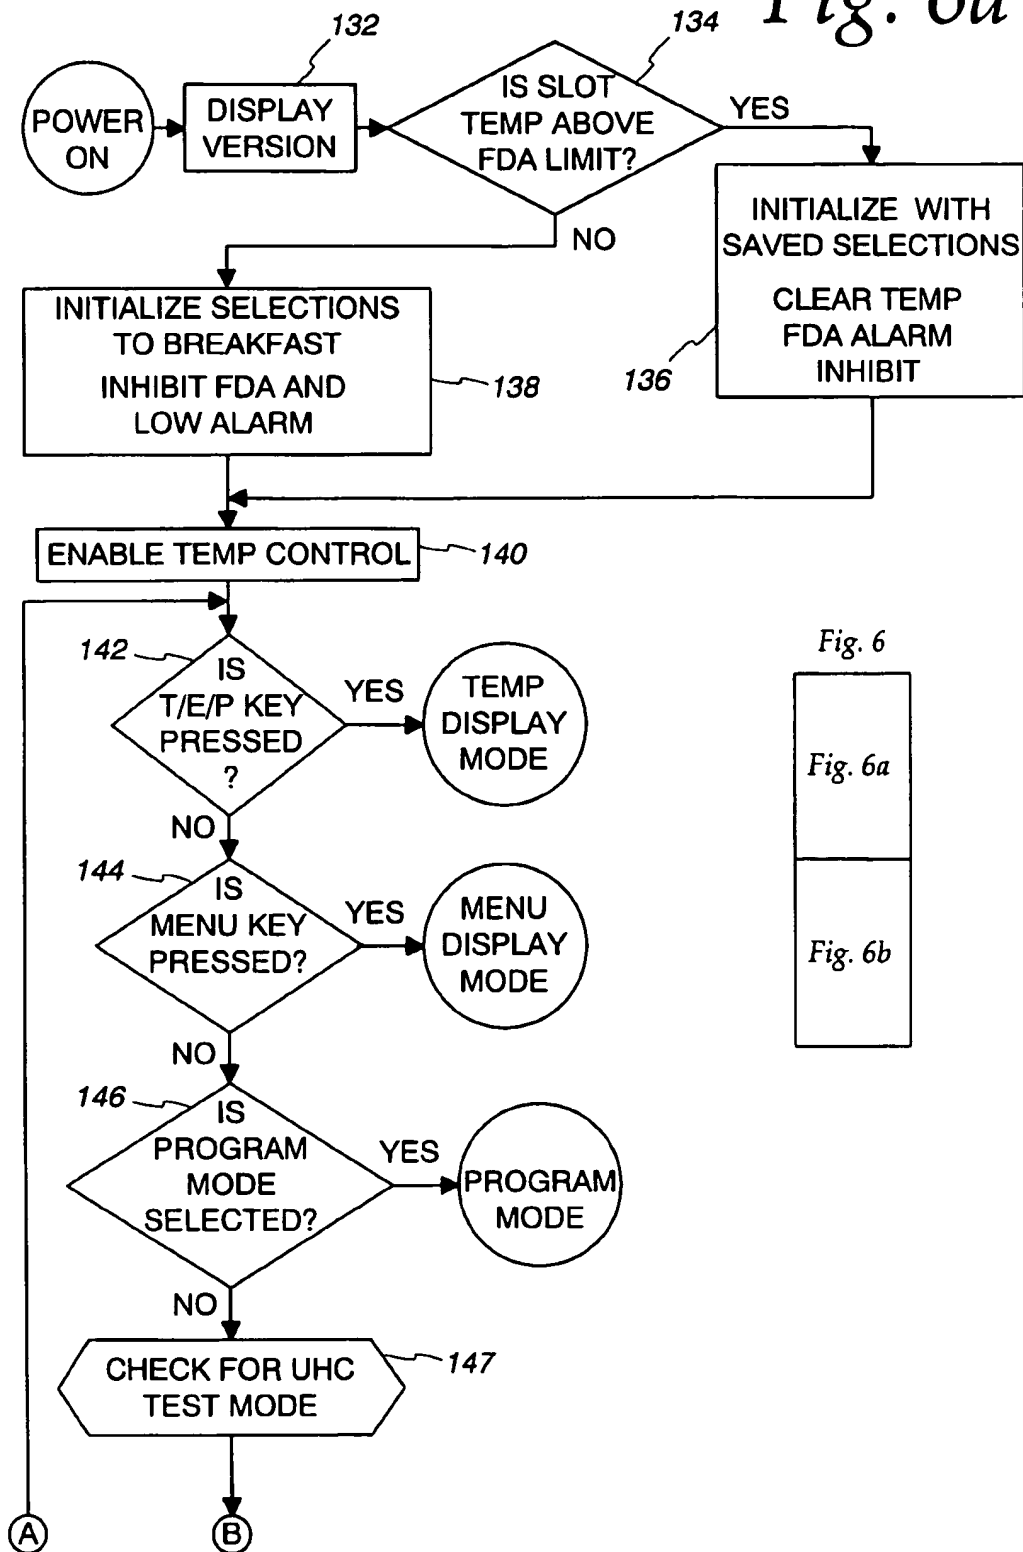 Fig. 6a
132
134
POWER
ON
DISPLAY
VERSION
IS SLOT
TEMP ABOVE
FDA LIMIT?
YES
NO
INITIALIZE WITH
SAVED SELECTIONS
CLEAR TEMP
FDA ALARM
INHIBIT
136
INITIALIZE SELECTIONS
TO BREAKFAST
INHIBIT FDA AND
LOW ALARM
138
ENABLE TEMP CONTROL
140
142
IS
T/E/P KEY
PRESSED
?
YES
TEMP
DISPLAY
MODE
NO
144
IS
MENU KEY
PRESSED?
YES
MENU
DISPLAY
MODE
NO
146
IS
PROGRAM
MODE
SELECTED?
YES
PROGRAM
MODE
NO
CHECK FOR UHC
TEST MODE
147
A
B
Fig. 6
Fig. 6a
Fig. 6b